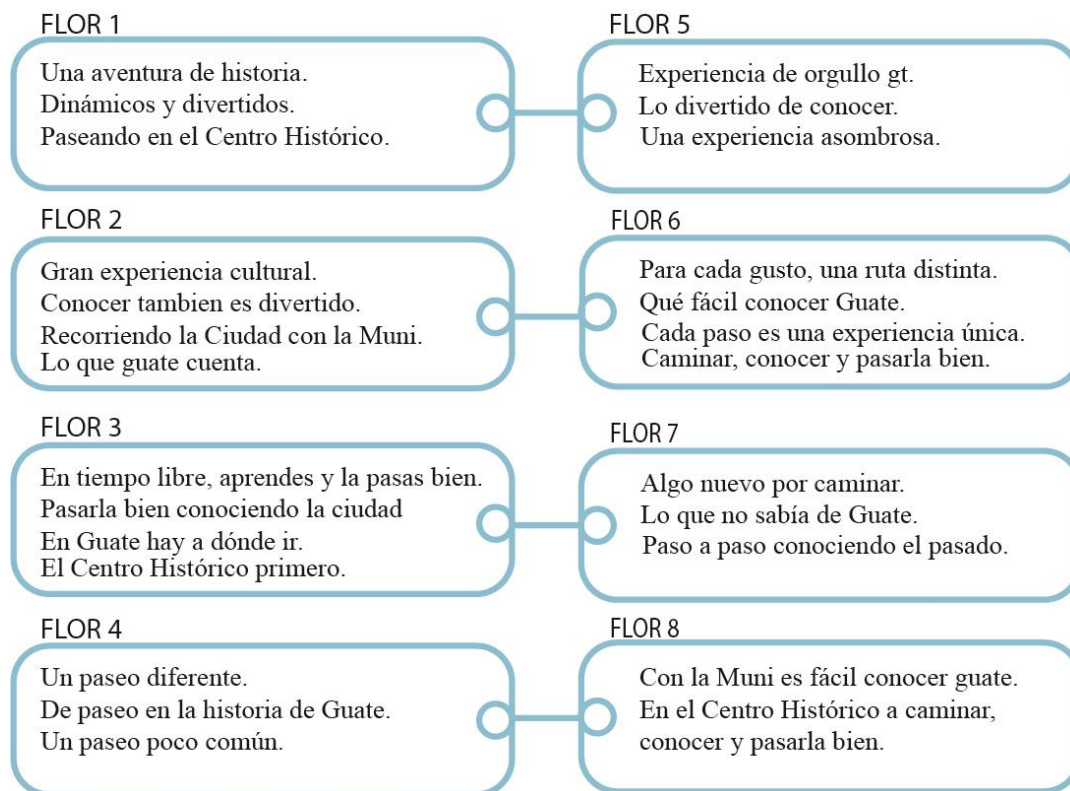 FLOR 1
Una aventura de historia.
Dinámicos y divertidos.
Paseando en el Centro Histórico.
FLOR 5
Experiencia de orgullo gt.
Lo divertido de conocer.
Una experiencia asombrosa.
FLOR 2
Gran experiencia cultural.
Conocer tambien es divertido.
Recorriendo la Ciudad con la Muni.
Lo que guate cuenta.
FLOR 6
Para cada gusto, una ruta distinta.
Qué fácil conocer Guate.
Cada paso es una experiencia única.
Caminar, conocer y pasarla bien.
FLOR 3
En tiempo libre, aprendes y la pasas bien.
Pasarla bien conociendo la ciudad
En Guate hay a dónde ir.
El Centro Histórico primero.
FLOR 7
Algo nuevo por caminar.
Lo que no sabía de Guate.
Paso a paso conociendo el pasado.
FLOR 4
Un paseo diferente.
De paseo en la historia de Guate.
Un paseo poco común.
FLOR 8
Con la Muni es fácil conocer guate.
En el Centro Histórico a caminar,
conocer y pasarla bien.